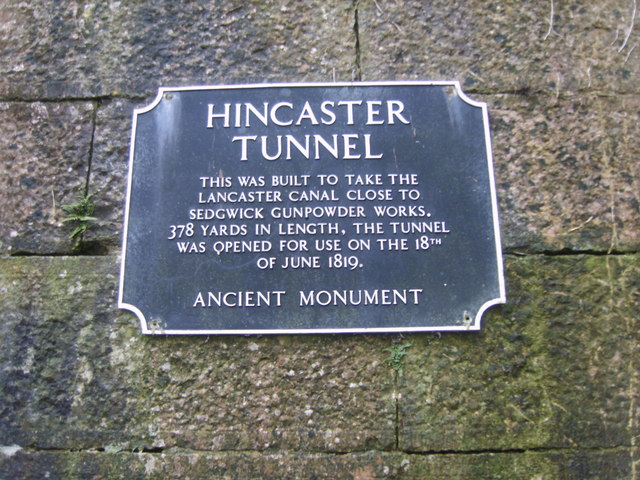 HINCASTER
TUNNEL
THIS WAS BUILT TO TAKE THE
LANCASTER CANAL CLOSE TO
SEDGWICK GUNPOWDER WORKS.
378 YARDS IN LENGTH, THE TUNNEL
WAS OPENED FOR USE ON THE 18TH
OF JUNE 1819.
ANCIENT MONUMENT